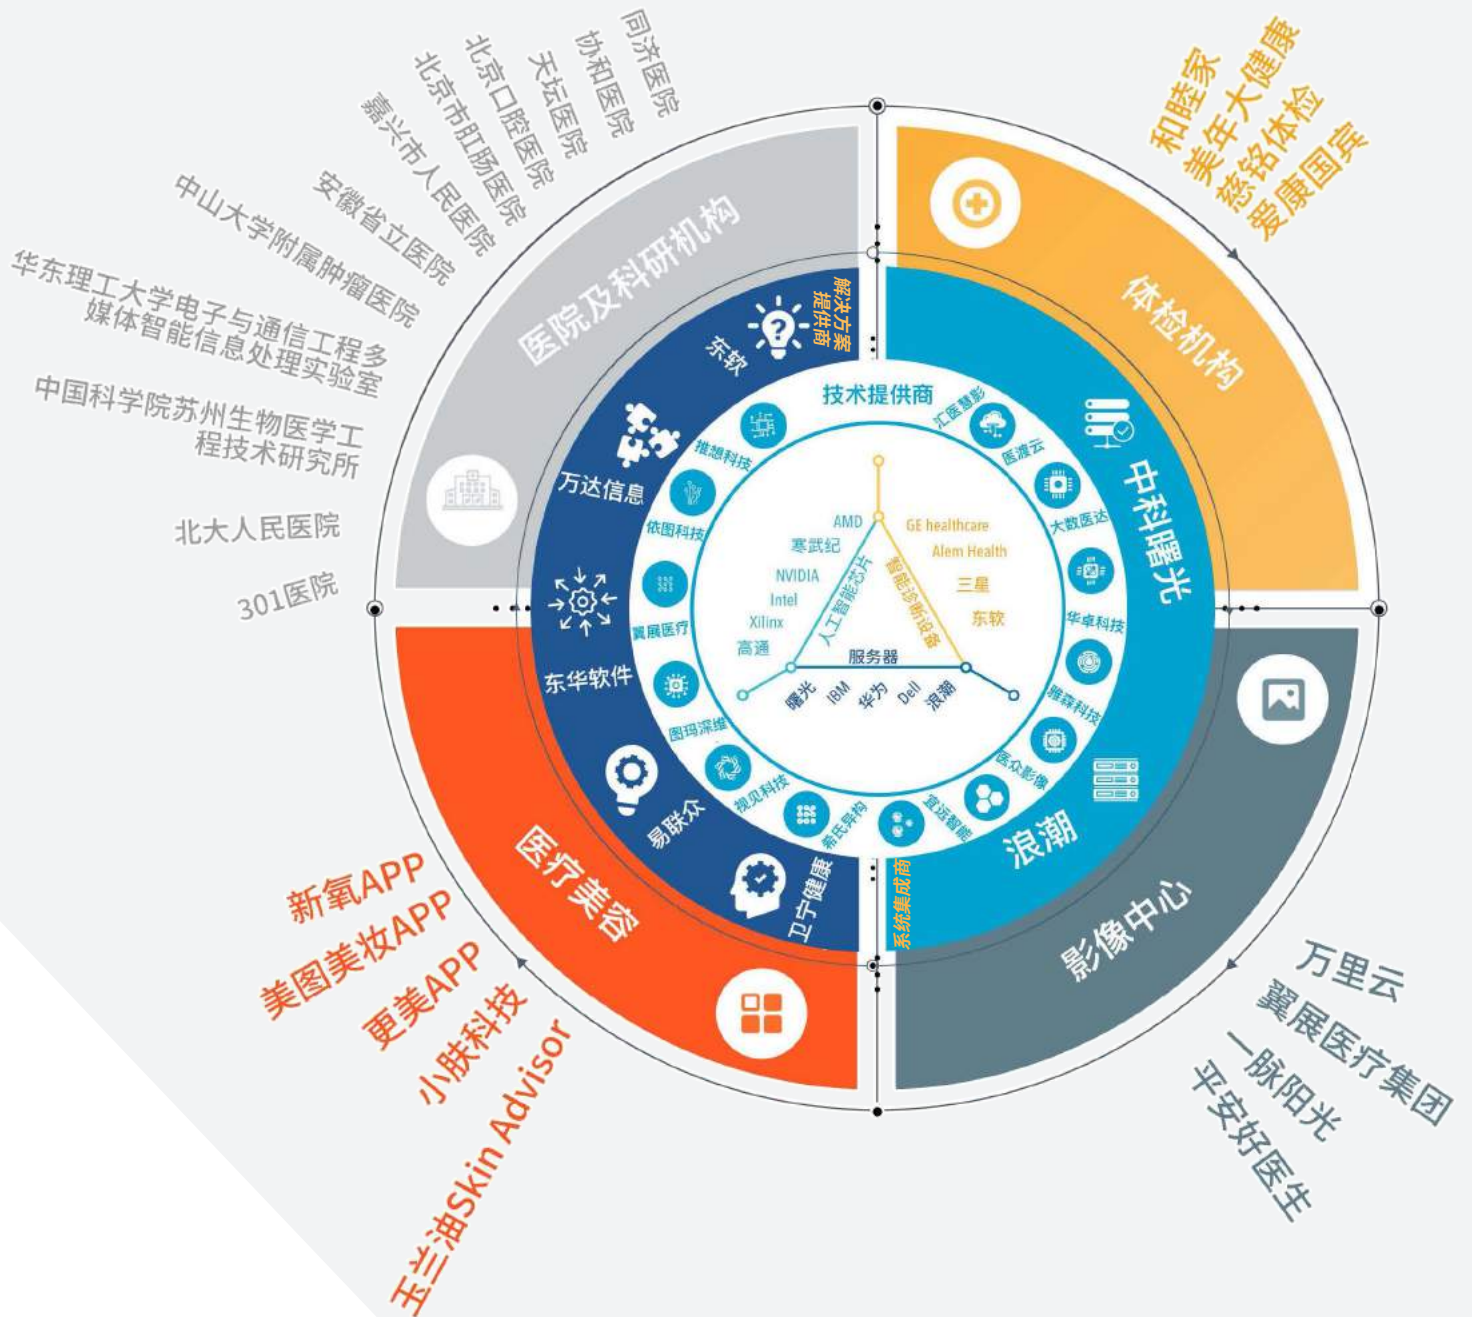 同济医院
协和医院
天坛医院
北京口腔医院
北京市肛肠医院
嘉兴市人民医院
安徽省立医院
中山大学附属肿瘤医院
华东理工大学电子与通信工程多
媒体智能信息处理实验室
中国科学院苏州生物医学工
程技术研究所
北大人民医院
301医院
医院及科研机构
和睦家
美年大健康
慈铭体检
爱康国宾
体检机构
解决方案
提供商
东软
万达信息
东华软件
易联众
卫宁健康
中科曙光
浪潮
系统集成商
技术提供商
汇医慧影
医渡云
大数医达
华卓科技
雅森科技
医众影像
宜远智能
希氏异构
视见科技
图玛深维
翼展医疗
依图科技
推想科技
AMD
寒武纪
NVIDIA
Intel
Xilinx
高通
人工智能芯片
GE healthcare
Alem Health
三星
东软
智能诊断设备
服务器
曙光
IBM
华为
Dell
浪潮
医疗美容
新氧APP
美图美妆APP
更美APP
小肤科技
玉兰油Skin Advisor
影像中心
万里云
翼展医疗集团
一脉阳光
平安好医生